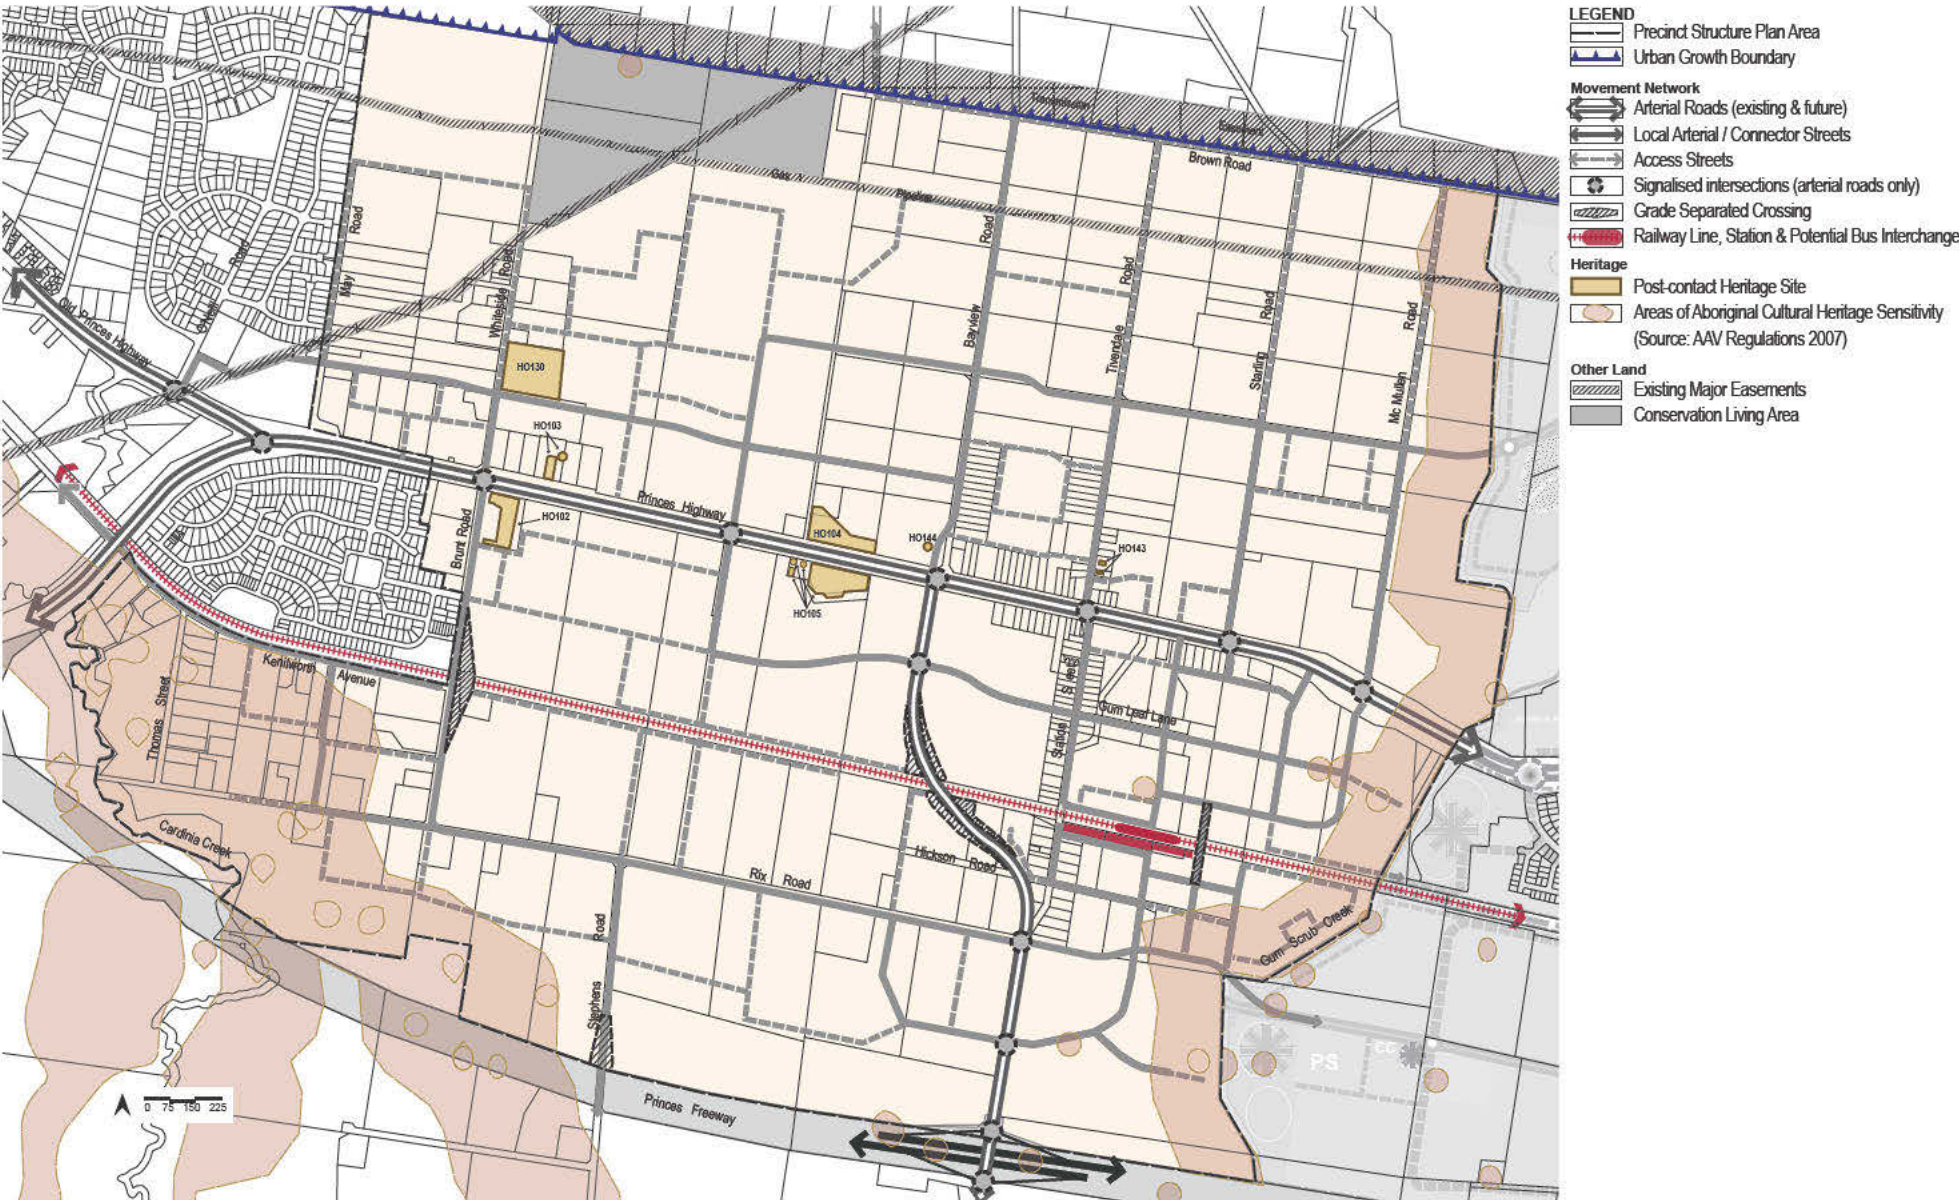 LEGEND
Precinct Structure Plan Area
Urban Growth Boundary
Movement Network
Arterial Roads (existing & future)
Local Arterial / Connector Streets
Access Streets
Signalised intersections (arterial roads only)
Grade Separated Crossing
Railway Line, Station & Potential Bus Interchange
Heritage
Post-contact Heritage Site
Areas of Aboriginal Cultural Heritage Sensitivity
(Source: AAV Regulations 2007)
Other Land
Existing Major Easements
Conservation Living Area
Transmission
Easement
Brown Road
Gas
Pipeline
May Road
Whiteside Road
Bayview Road
Tivendale Road
Starling Road
Mc Mullen Road
O'Neil Road
Old Princes Highway
HO130
HO103
HO102
Princes Highway
HO104
HO144
HO143
HO105
Brunt Road
Kenilworth Avenue
Thomas Street
Station Street
Gum Leaf Lane
Cardinia Creek
Hickson Road
Rix Road
Gum Scrub Creek
Stephens Road
PS
CC
Princes Freeway
0 75 150 225